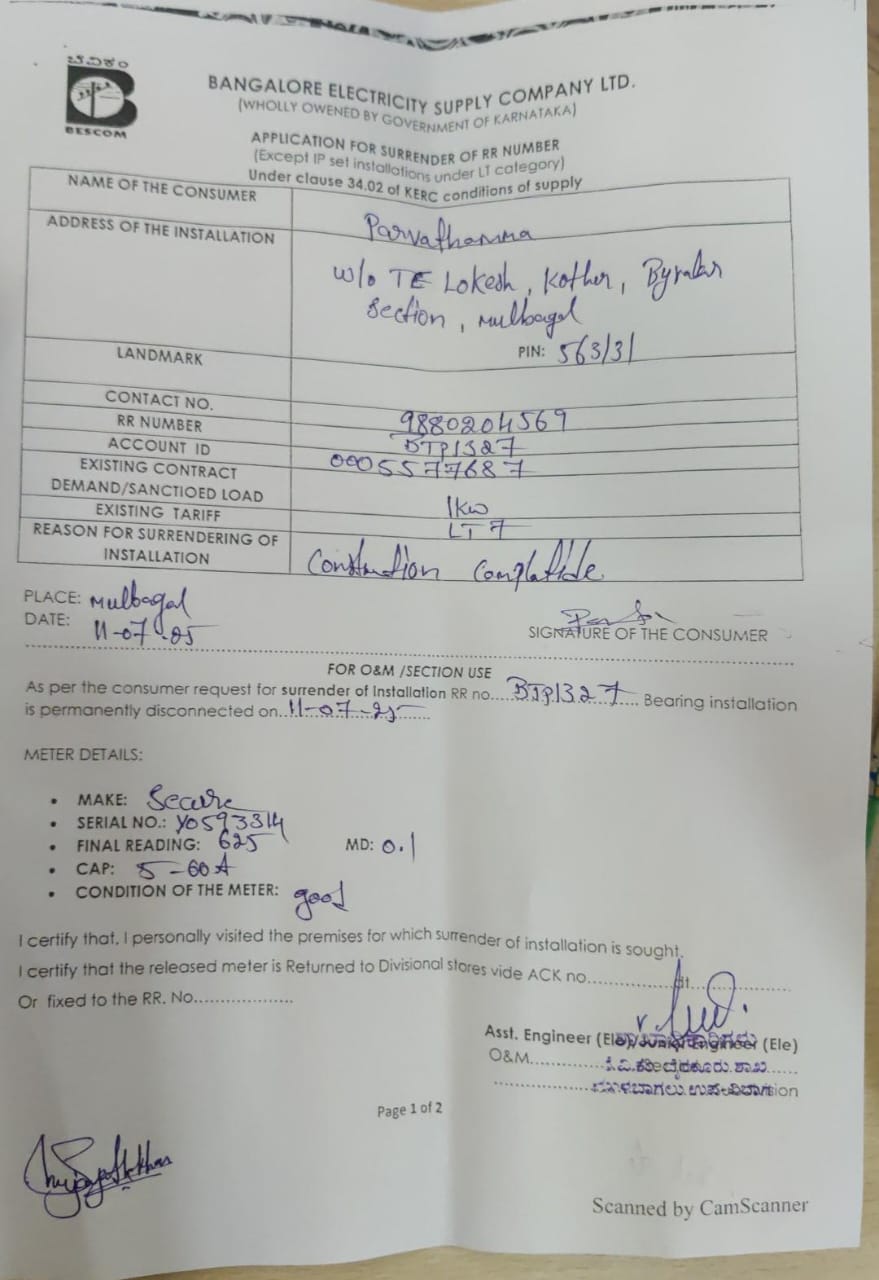 ಬೆವಿಕಂ
BESCOM
BANGALORE ELECTRICITY SUPPLY COMPANY LTD.
(WHOLLY OWENED BY GOVERNMENT OF KARNATAKA)
APPLICATION FOR SURRENDER OF RR NUMBER
(Except IP set installations under LT category)
Under clause 34.02 of KERC conditions of supply
NAME OF THE CONSUMER
Parvathamma
ADDRESS OF THE INSTALLATION
W/o TE Lokesh, Kother,
Section, Mulbagal
PIN: 563131
LANDMARK
CONTACT NO. 9880204569
RR NUMBER BTP1327
ACCOUNT ID 0005577687
EXISTING CONTRACT
DEMAND/SANCTIOED LOAD 1kw
EXISTING TARIFF LT 7
REASON FOR SURRENDERING OF
INSTALLATION Construction
PLACE: Mulbagal
DATE: 11-07-25
SIGNATURE OF THE CONSUMER
FOR O&M /SECTION USE
As per the consumer request for surrender of Installation RR no....BTP1327.... Bearing installation
is permanently disconnected on..11-07-25........
METER DETAILS:
• MAKE: Secure
• SERIAL NO.: Y0593314
• FINAL READING: 625 MD: 0.1
• CAP: 5-60A
• CONDITION OF THE METER: good
I certify that, I personally visited the premises for which surrender of installation is sought.
I certify that the released meter is Returned to Divisional stores vide ACK no..................dt......................
Or fixed to the RR. No....................
Asst. Engineer (Ele)/Junior Engineer (Ele)
O&M..............
Page 1 of 2
Scanned by CamScanner